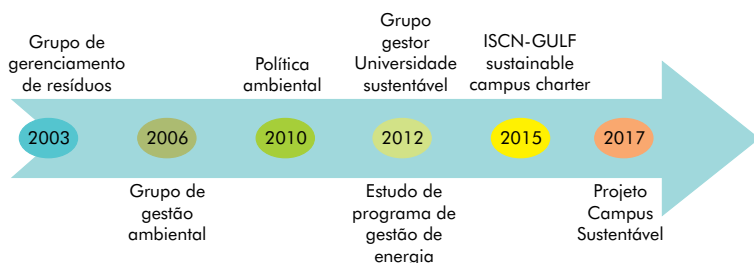 Grupo de
gerenciamento
de resíduos
Política
ambiental
Grupo
gestor
Universidade
sustentável
ISCN-GULF
sustainable
campus charter
2003
2006
2010
2012
2015
2017
Grupo de
gestão
ambiental
Estudo de
programa de
gestão de
energia
Projeto
Campus
Sustentável